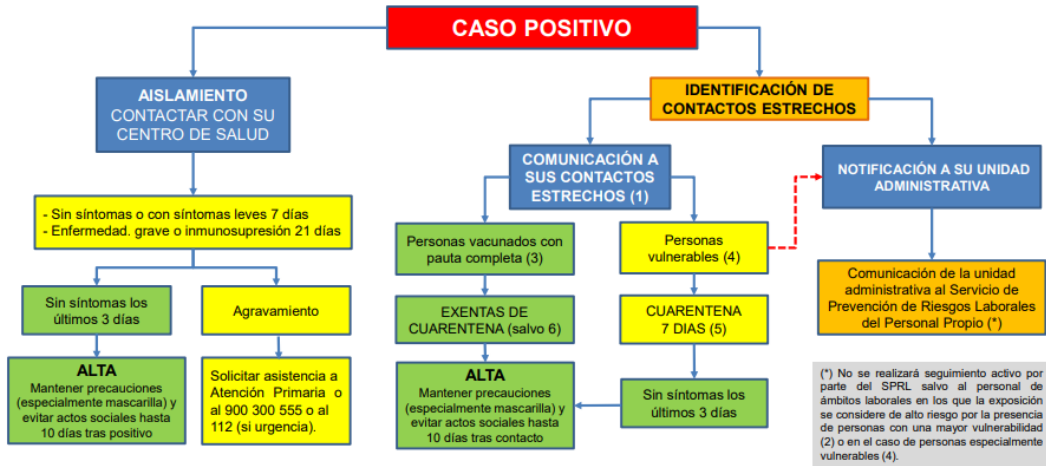 CASO POSITIVO
AISLAMIENTO
CONTACTAR CON SU
CENTRO DE SALUD
- Sin síntomas o con síntomas leves 7 días
- Enfermedad. grave o inmunosupresión 21 días
Sin síntomas los
últimos 3 días
Agravamiento
ALTA
Mantener precauciones
(especialmente mascarilla) y
evitar actos sociales hasta
10 días tras positivo
Solicitar asistencia a
Atención Primaria o
al 900 300 555 o al
112 (si urgencia).
IDENTIFICACIÓN DE
CONTACTOS ESTRECHOS
COMUNICACIÓN A
SUS CONTACTOS
ESTRECHOS (1)
Personas vacunados con
pauta completa (3)
Personas
vulnerables (4)
EXENTAS DE
CUARENTENA (salvo 6)
CUARENTENA
7 DIAS (5)
ALTA
Mantener precauciones
(especialmente mascarilla) y
evitar actos sociales hasta
10 días tras contacto
Sin síntomas los
últimos 3 días
NOTIFICACIÓN A SU UNIDAD
ADMINISTRATIVA
Comunicación de la unidad
administrativa al Servicio de
Prevención de Riesgos Laborales
del Personal Propio (*)
(*) No se realizará seguimiento activo por
parte del SPRL salvo al personal de
ámbitos laborales en los que la exposición
se considere de alto riesgo por la presencia
de personas con una mayor vulnerabilidad
(2) o en el caso de personas especialmente
vulnerables (4).